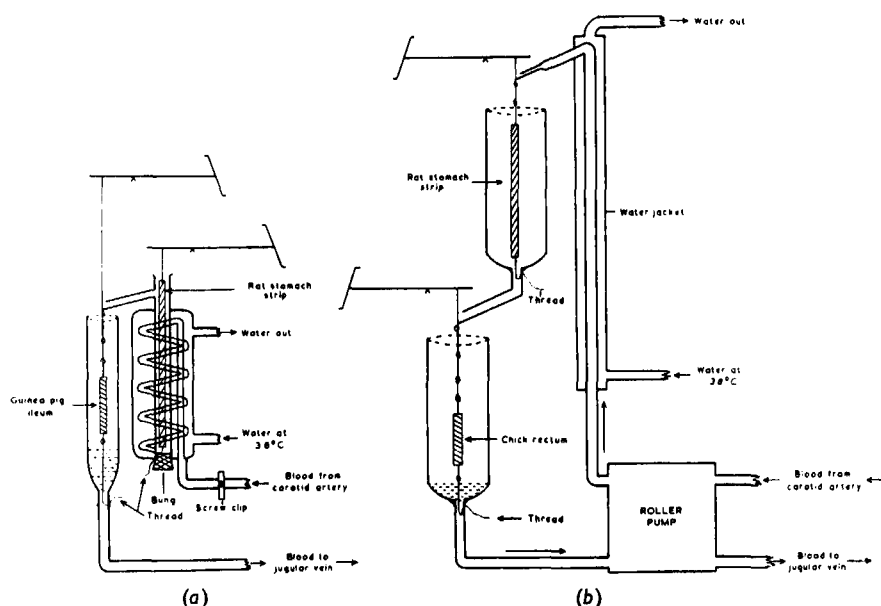 Rat stomach
strip
Water out
Guinea pig
ileum
Water at
38°C
Blood from
carotid artery
Bung
Thread
Screw clip
Blood to
jugular vein
(a)
Water out
Rat stomach
strip
Water jacket
Thread
Water at
38°C
Chick rectum
Blood from
carotid artery
Thread
ROLLER
PUMP
Blood to
jugular vein
(b)